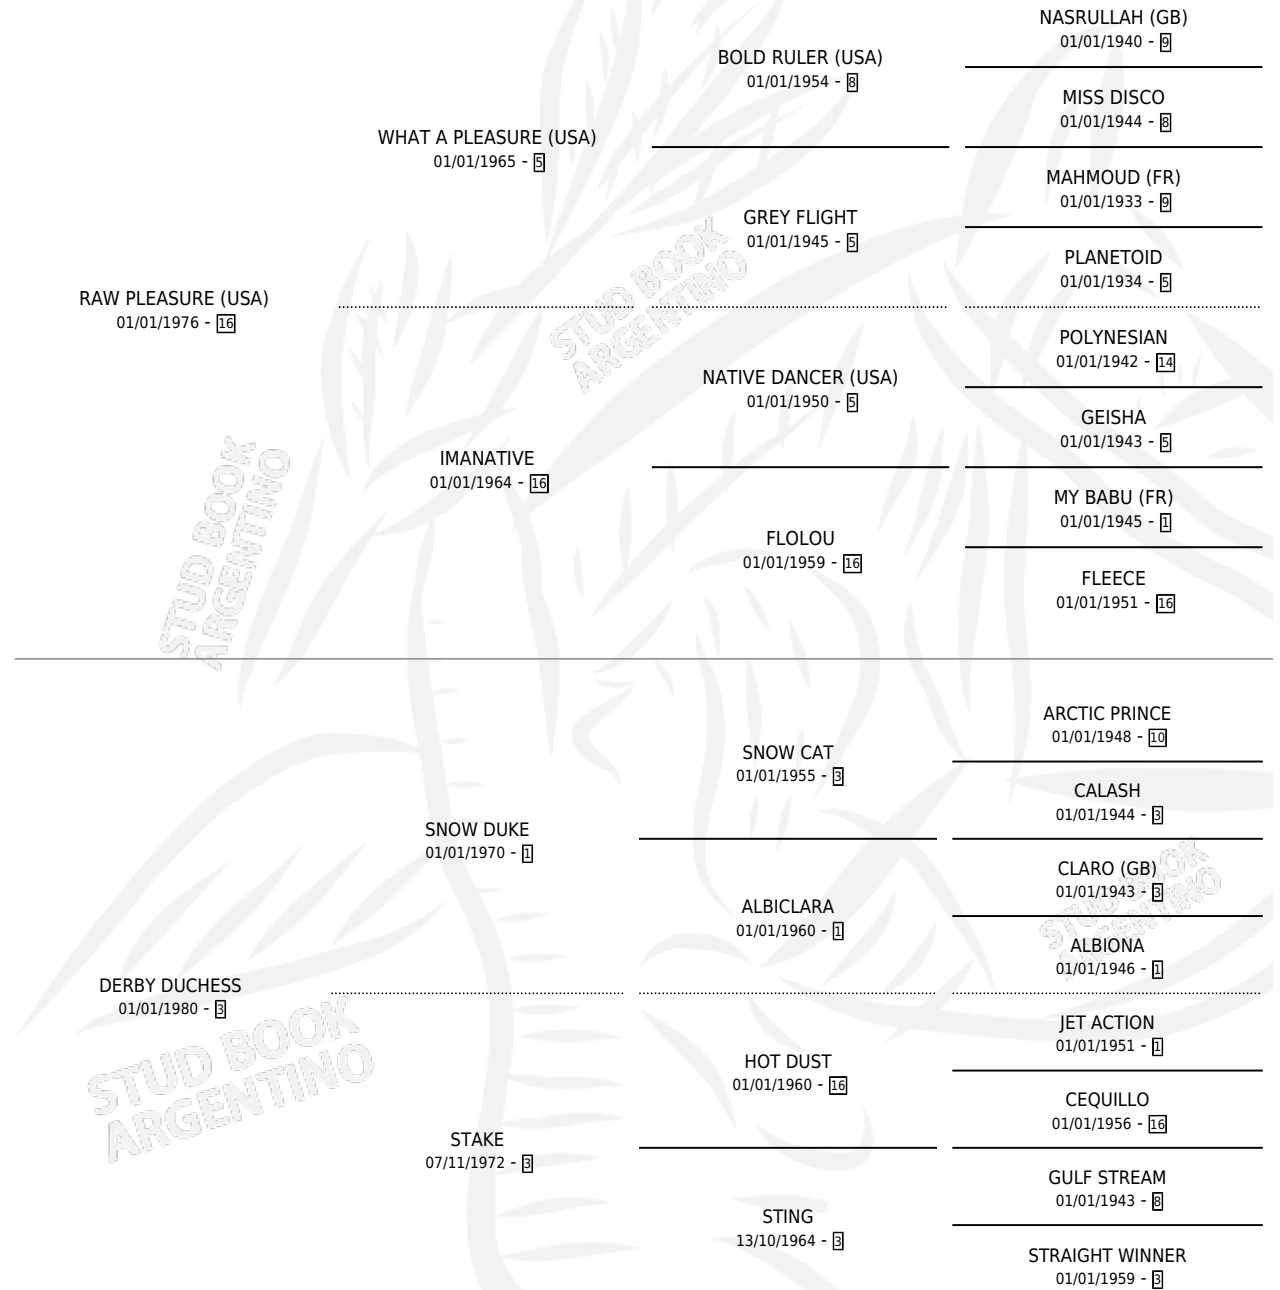 NASRULLAH (GB)
01/01/1940 - 9
BOLD RULER (USA)
01/01/1954 - 8
MISS DISCO
01/01/1944 - 8
WHAT A PLEASURE (USA)
01/01/1965 - 5
MAHMOUD (FR)
01/01/1933 - 9
GREY FLIGHT
01/01/1945 - 5
PLANETOID
01/01/1934 - 5
RAW PLEASURE (USA)
01/01/1976 - 16
STUD BOOK
ARGENTINO
POLYNESIAN
01/01/1942 - 14
NATIVE DANCER (USA)
01/01/1950 - 5
GEISHA
01/01/1943 - 5
IMANATIVE
01/01/1964 - 16
MY BABU (FR)
01/01/1945 - 1
FLOLOU
01/01/1959 - 16
FLEECE
01/01/1951 - 16
STUD BOOK
ARGENTINO
ARCTIC PRINCE
01/01/1948 - 10
SNOW CAT
01/01/1955 - 3
CALASH
01/01/1944 - 3
SNOW DUKE
01/01/1970 - 1
CLARO (GB)
01/01/1943 - 3
ALBICLARA
01/01/1960 - 1
STUD BOOK
ARGENTINO
ALBIONA
01/01/1946 - 1
DERBY DUCHESS
01/01/1980 - 3
STUD BOOK
ARGENTINO
JET ACTION
01/01/1951 - 1
HOT DUST
01/01/1960 - 16
CEQUILLO
01/01/1956 - 16
STAKE
07/11/1972 - 3
GULF STREAM
01/01/1943 - 8
STING
13/10/1964 - 3
STRAIGHT WINNER
01/01/1959 - 3